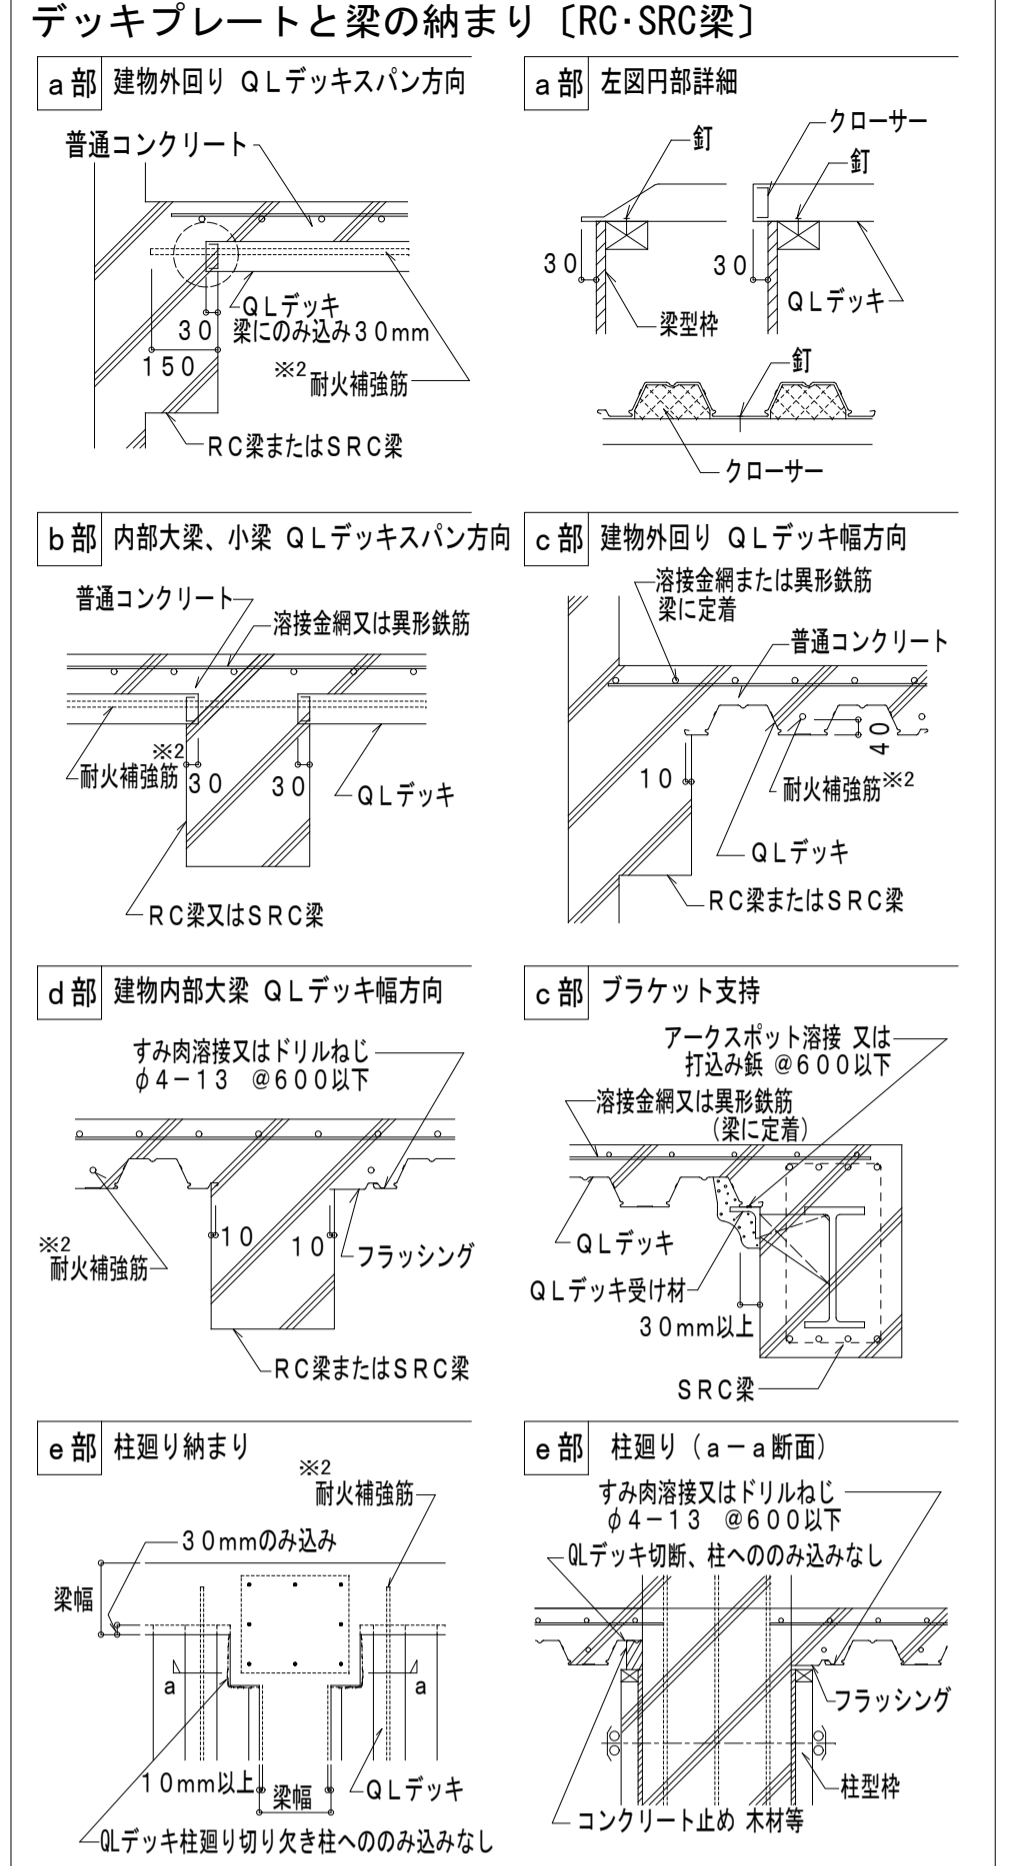 デッキプレートと梁の納まり〔RC・SRC梁〕
a部 建物外回り QLデッキスパン方向
普通コンクリート
30
150
QLデッキ
梁にのみ込み30mm
※2
耐火補強筋
RC梁またはSRC梁
a部 左図円部詳細
クローサー
釘
釘
30
30
QLデッキ
梁型枠
釘
クローサー
b部 内部大梁、小梁 QLデッキスパン方向
普通コンクリート
溶接金網又は異形鉄筋
※2
耐火補強筋
30
30
QLデッキ
RC梁又はSRC梁
c部 建物外回り QLデッキ幅方向
溶接金網または異形鉄筋
梁に定着
普通コンクリート
10
40
耐火補強筋※2
QLデッキ
RC梁またはSRC梁
d部 建物内部大梁 QLデッキ幅方向
すみ肉溶接又はドリルねじ
φ4−13 @600以下
10
10
※2
耐火補強筋
フラッシング
RC梁またはSRC梁
c部 ブラケット支持
アークスポット溶接 又は
打込み鋲 @600以下
溶接金網又は異形鉄筋
(梁に定着)
QLデッキ
QLデッキ受け材
30mm以上
SRC梁
e部 柱廻り納まり
※2
耐火補強筋
30mmのみ込み
梁幅
a
a
10mm以上
梁幅
QLデッキ
QLデッキ柱廻り切り欠き柱へののみ込みなし
e部 柱廻り(a−a断面)
すみ肉溶接又はドリルねじ
φ4−13 @600以下
QLデッキ切断、柱へののみ込みなし
フラッシング
柱型枠
コンクリート止め 木材等